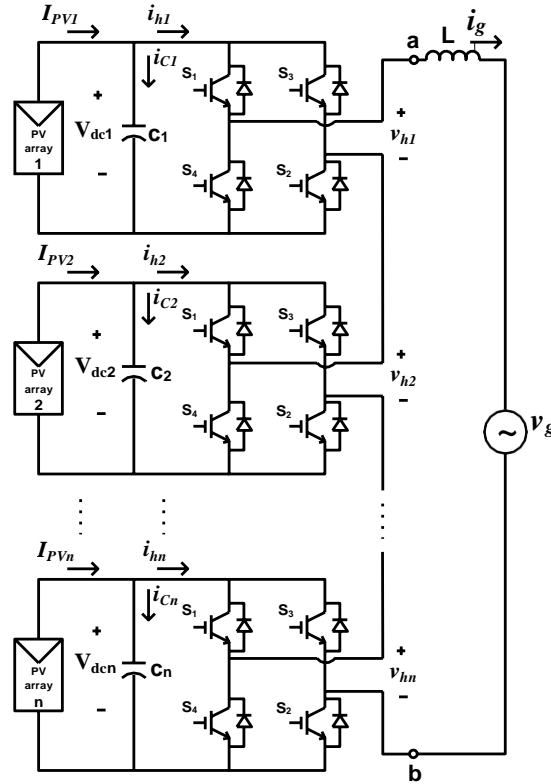 I_PV1 i_h1
i_C1
S1 S3
+
V_dc1 C1
-
PV
array
1
S4 S2
a L i_g
+
v_h1
-
I_PV2 i_h2
i_C2
S1 S3
+
V_dc2 C2
-
PV
array
2
S4 S2
+
v_h2
-
~ v_g
I_PVn i_hn
i_Cn
S1 S3
+
V_dcn Cn
-
PV
array
n
S4 S2
+
v_hn
-
b